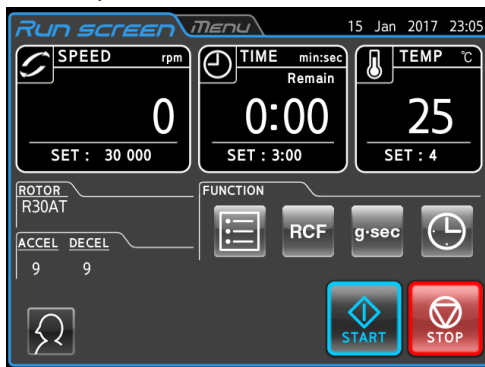 Run screen Menu 15 Jan 2017 23:05
SPEED rpm
0
SET : 30 000
TIME min:sec
Remain
0:00
SET : 3:00
TEMP ℃
25
SET : 4
ROTOR
R30AT
ACCEL DECEL
9 9
FUNCTION
RCF g·sec
START STOP